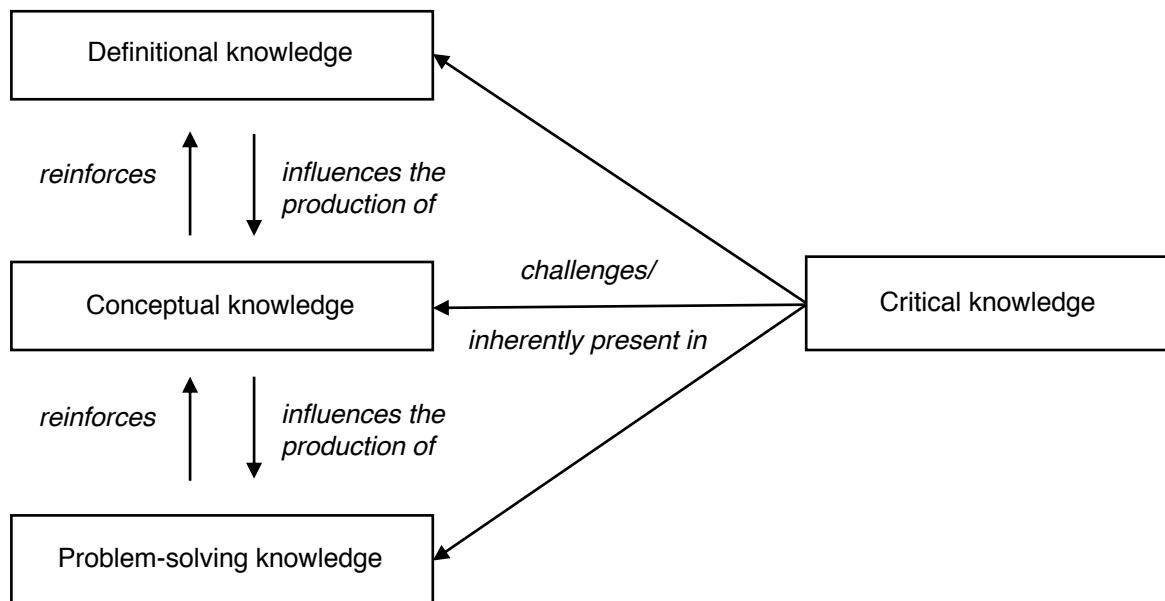 Definitional knowledge
reinforces
influences the
production of
Conceptual knowledge
challenges/
inherently present in
Critical knowledge
reinforces
influences the
production of
Problem-solving knowledge